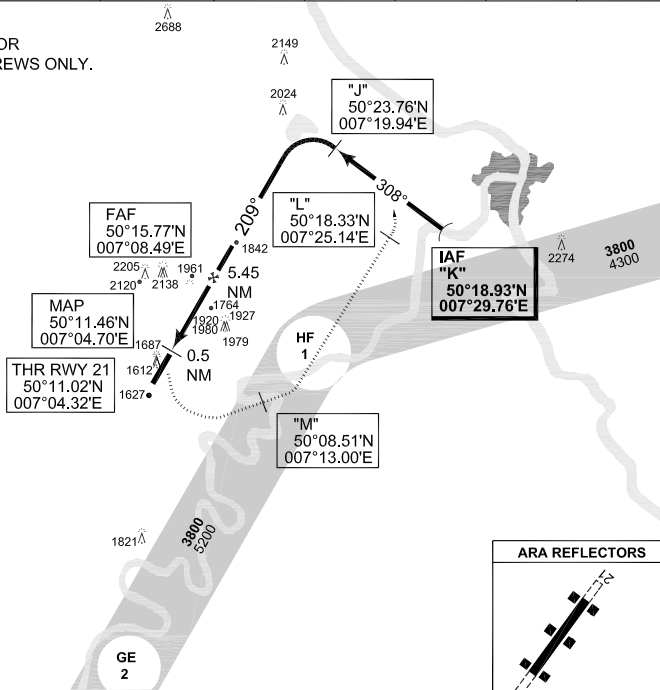 2688
OR
REWS ONLY.
2149
2024
"J"
50°23.76'N
007°19.94'E
308°
209°
"L"
50°18.33'N
007°25.14'E
FAF
50°15.77'N
007°08.49'E
1842
IAF
"K"
50°18.93'N
007°29.76'E
2274
3800
4300
2205
2120
2138
1961
5.45
NM
1764
1920
1927
1980
1979
MAP
50°11.46'N
007°04.70'E
1687
1612
0.5
NM
HF
1
THR RWY 21
50°11.02'N
007°04.32'E
1627
"M"
50°08.51'N
007°13.00'E
1821
3800
5200
ARA REFLECTORS
21
GE
2